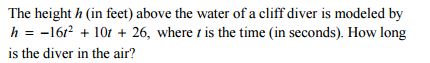 The height h (in feet) above the water of a cliff diver is modeled by
h = −16t² + 10t + 26, where t is the time (in seconds). How long
is the diver in the air?